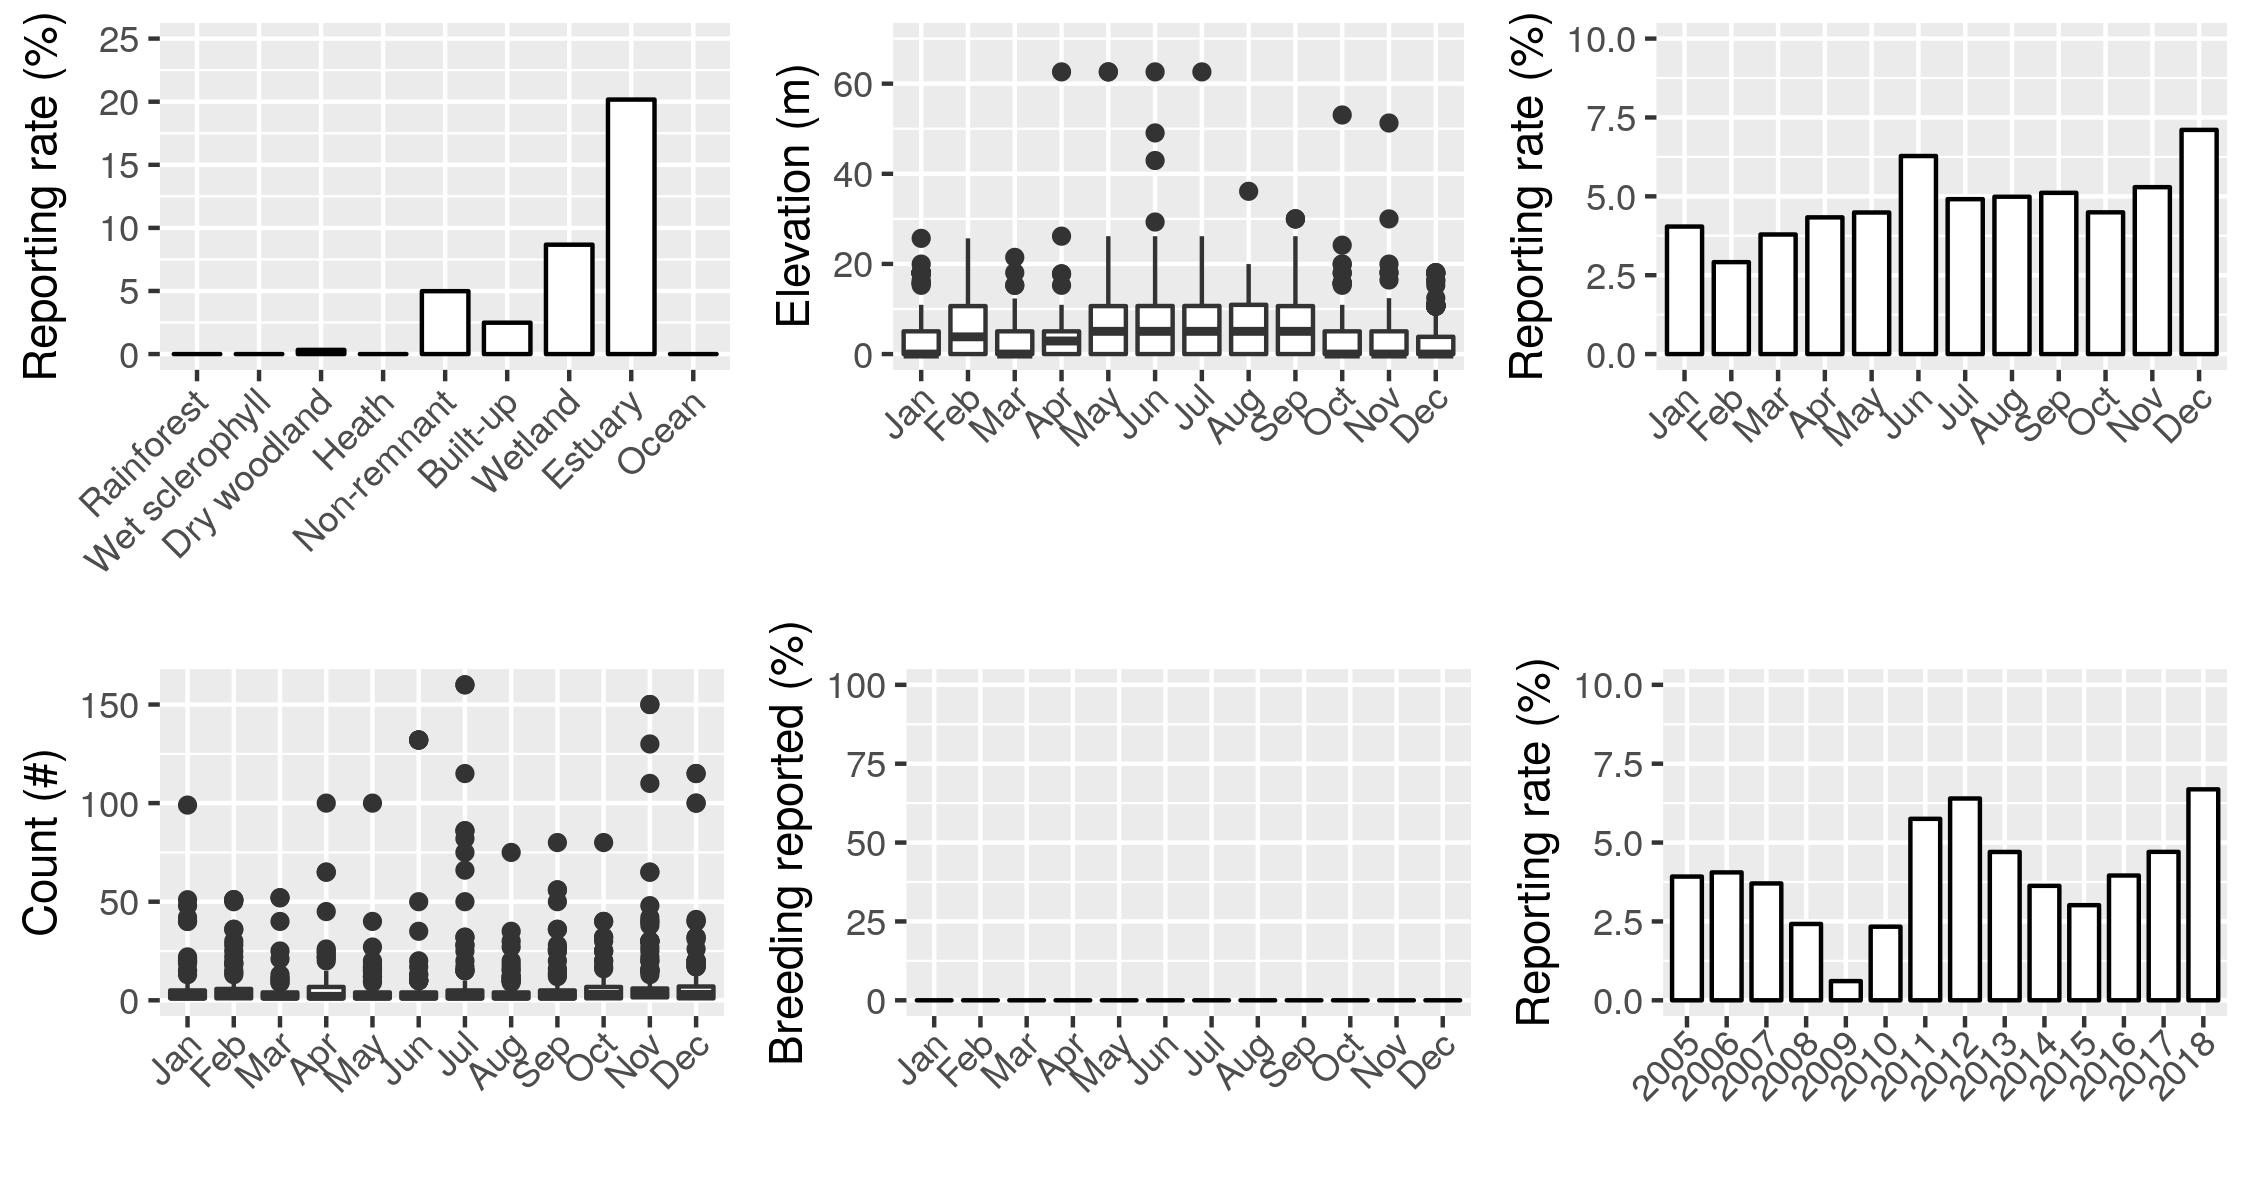 Reporting rate (%)
25
20
15
10
5
0
Rainforest
Wet sclerophyll
Dry woodland
Heath
Non-remnant
Built-up
Wetland
Estuary
Ocean
Elevation (m)
60
40
20
0
Jan
Feb
Mar
Apr
May
Jun
Jul
Aug
Sep
Oct
Nov
Dec
Reporting rate (%)
10.0
7.5
5.0
2.5
0.0
Jan
Feb
Mar
Apr
May
Jun
Jul
Aug
Sep
Oct
Nov
Dec
Count (#)
150
100
50
0
Jan
Feb
Mar
Apr
May
Jun
Jul
Aug
Sep
Oct
Nov
Dec
Breeding reported (%)
100
75
50
25
0
Jan
Feb
Mar
Apr
May
Jun
Jul
Aug
Sep
Oct
Nov
Dec
Reporting rate (%)
10.0
7.5
5.0
2.5
0.0
2005
2006
2007
2008
2009
2010
2011
2012
2013
2014
2015
2016
2017
2018